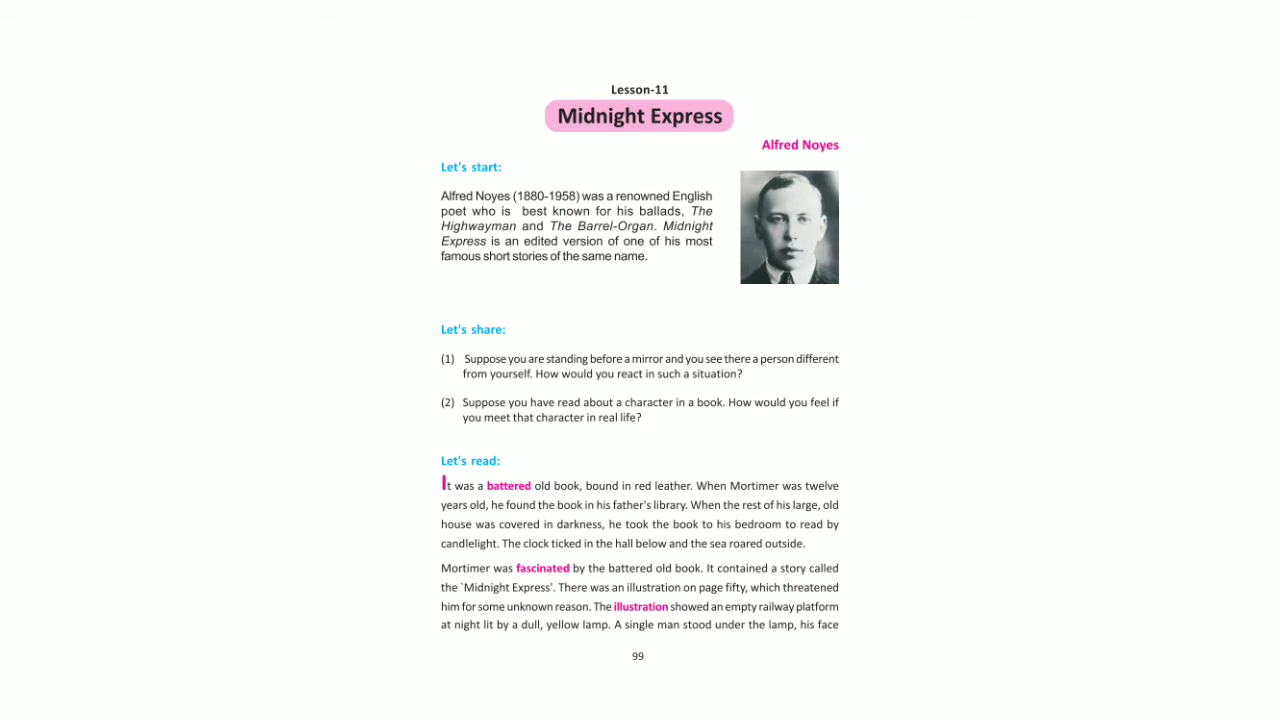 Lesson-11
Midnight Express
Alfred Noyes
Let's start:
Alfred Noyes (1880-1958) was a renowned English
poet who is best known for his ballads, The
Highwayman and The Barrel-Organ. Midnight
Express is an edited version of one of his most
famous short stories of the same name.
Let's share:
(1) Suppose you are standing before a mirror and you see there a person different
from yourself. How would you react in such a situation?
(2) Suppose you have read about a character in a book. How would you feel if
you meet that character in real life?
Let's read:
It was a battered old book, bound in red leather. When Mortimer was twelve
years old, he found the book in his father's library. When the rest of his large, old
house was covered in darkness, he took the book to his bedroom to read by
candlelight. The clock ticked in the hall below and the sea roared outside.
Mortimer was fascinated by the battered old book. It contained a story called
the `Midnight Express'. There was an illustration on page fifty, which threatened
him for some unknown reason. The illustration showed an empty railway platform
at night lit by a dull, yellow lamp. A single man stood under the lamp, his face
99